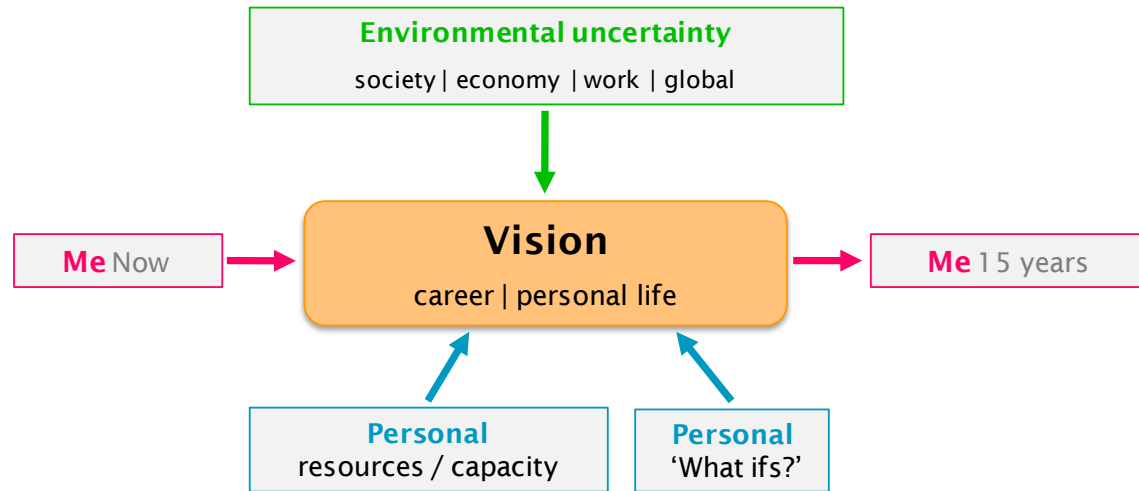 Environmental uncertainty
society | economy | work | global
Vision
career | personal life
Me Now
Me 15 years
Personal
resources / capacity
Personal
‘What ifs?’